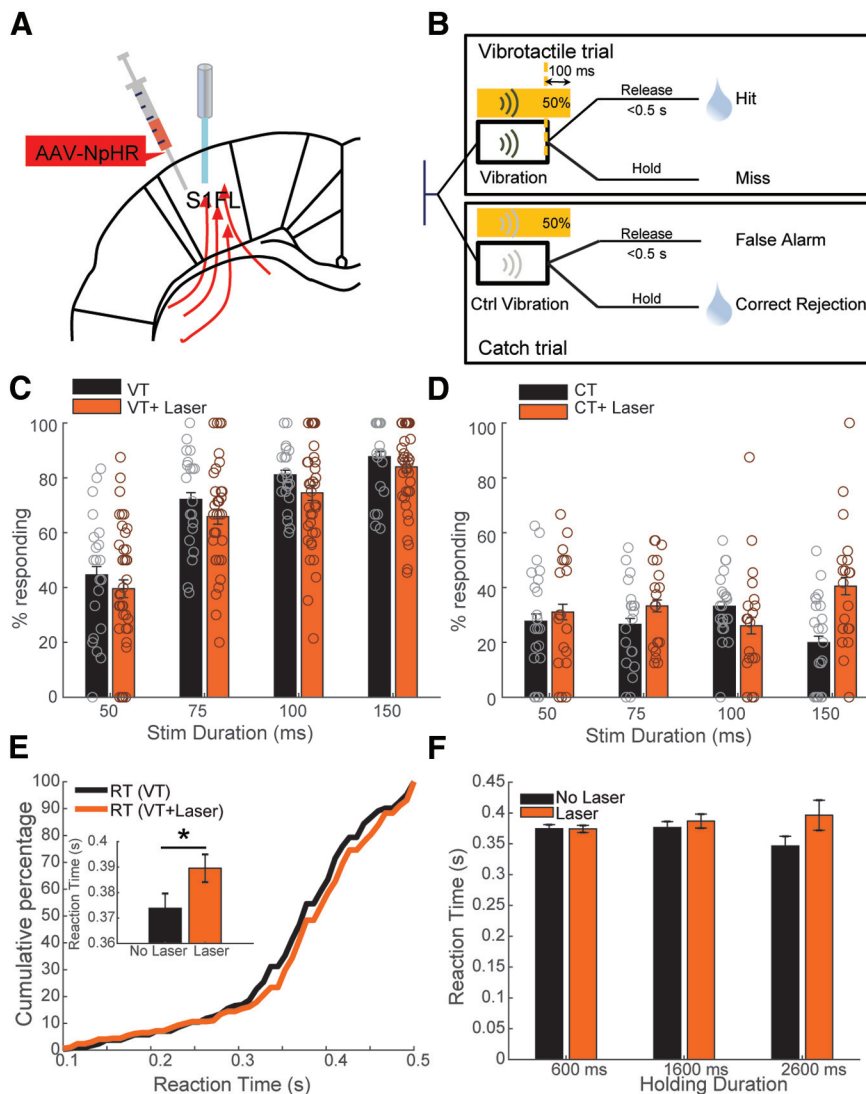 A
AAV-NpHR
S1FL
B
Vibrotactile trial
100 ms
50%
Vibration
Release
<0.5 s
Hit
Hold
Miss
50%
Ctrl Vibration
Release
<0.5 s
False Alarm
Hold
Correct Rejection
Catch trial
C
VT
VT+ Laser
% responding
100
80
60
40
20
0
50 75 100 150
Stim Duration (ms)
D
CT
CT+ Laser
% responding
100
80
60
40
20
0
50 75 100 150
Stim Duration (ms)
E
RT (VT)
RT (VT+Laser)
Cumulative percentage
100
90
80
70
60
50
40
30
20
10
0
0.1 0.2 0.3 0.4 0.5
Reaction Time (s)
*
Reaction Time (s)
0.4
0.39
0.38
0.37
0.36
No Laser Laser
F
No Laser
Laser
Reaction Time (s)
0.45
0.4
0.35
0.3
0.25
0.2
0.15
0.1
0.05
0
600 ms 1600 ms 2600 ms
Holding Duration